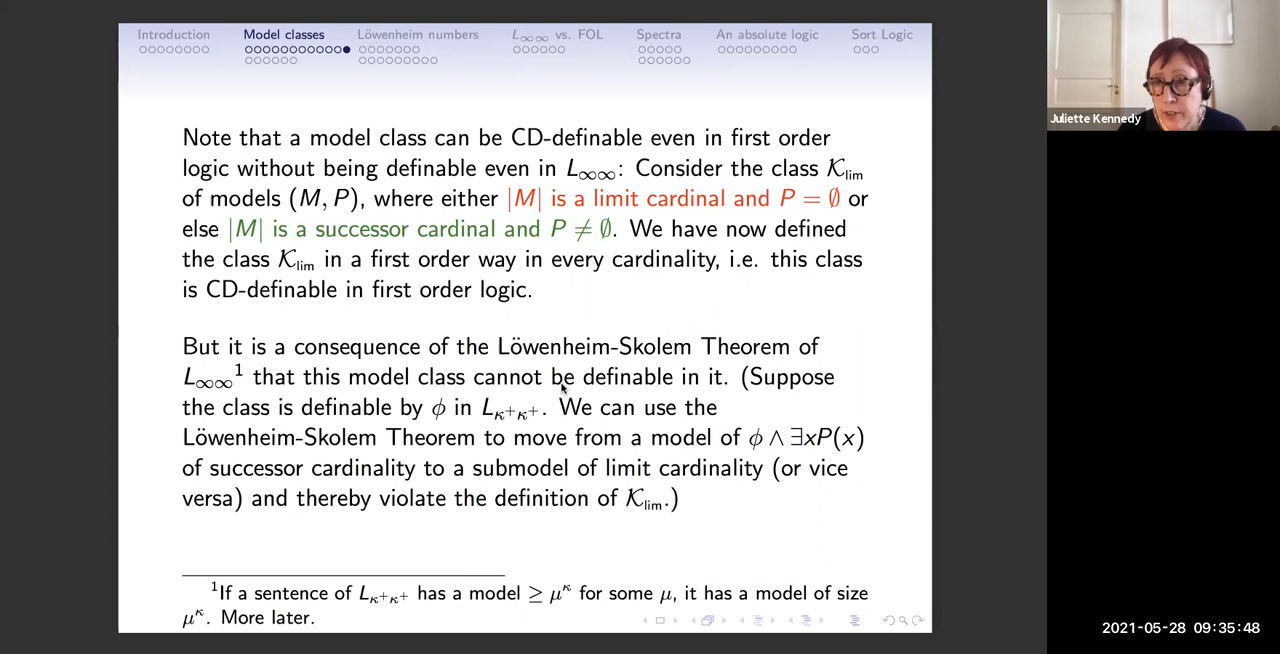 Introduction Model classes Löwenheim numbers L∞∞ vs. FOL Spectra An absolute logic Sort Logic
Note that a model class can be CD-definable even in first order
logic without being definable even in L∞∞: Consider the class 𝒦lim
of models (M, P), where either |M| is a limit cardinal and P = ∅ or
else |M| is a successor cardinal and P ≠ ∅. We have now defined
the class 𝒦lim in a first order way in every cardinality, i.e. this class
is CD-definable in first order logic.
But it is a consequence of the Löwenheim-Skolem Theorem of
L∞∞¹ that this model class cannot be definable in it. (Suppose
the class is definable by ϕ in Lκ⁺κ⁺. We can use the
Löwenheim-Skolem Theorem to move from a model of ϕ ∧ ∃xP(x)
of successor cardinality to a submodel of limit cardinality (or vice
versa) and thereby violate the definition of 𝒦lim.)
¹If a sentence of Lκ⁺κ⁺ has a model ≥ μ^κ for some μ, it has a model of size
μ^κ. More later.
Juliette Kennedy
2021-05-28 09:35:48